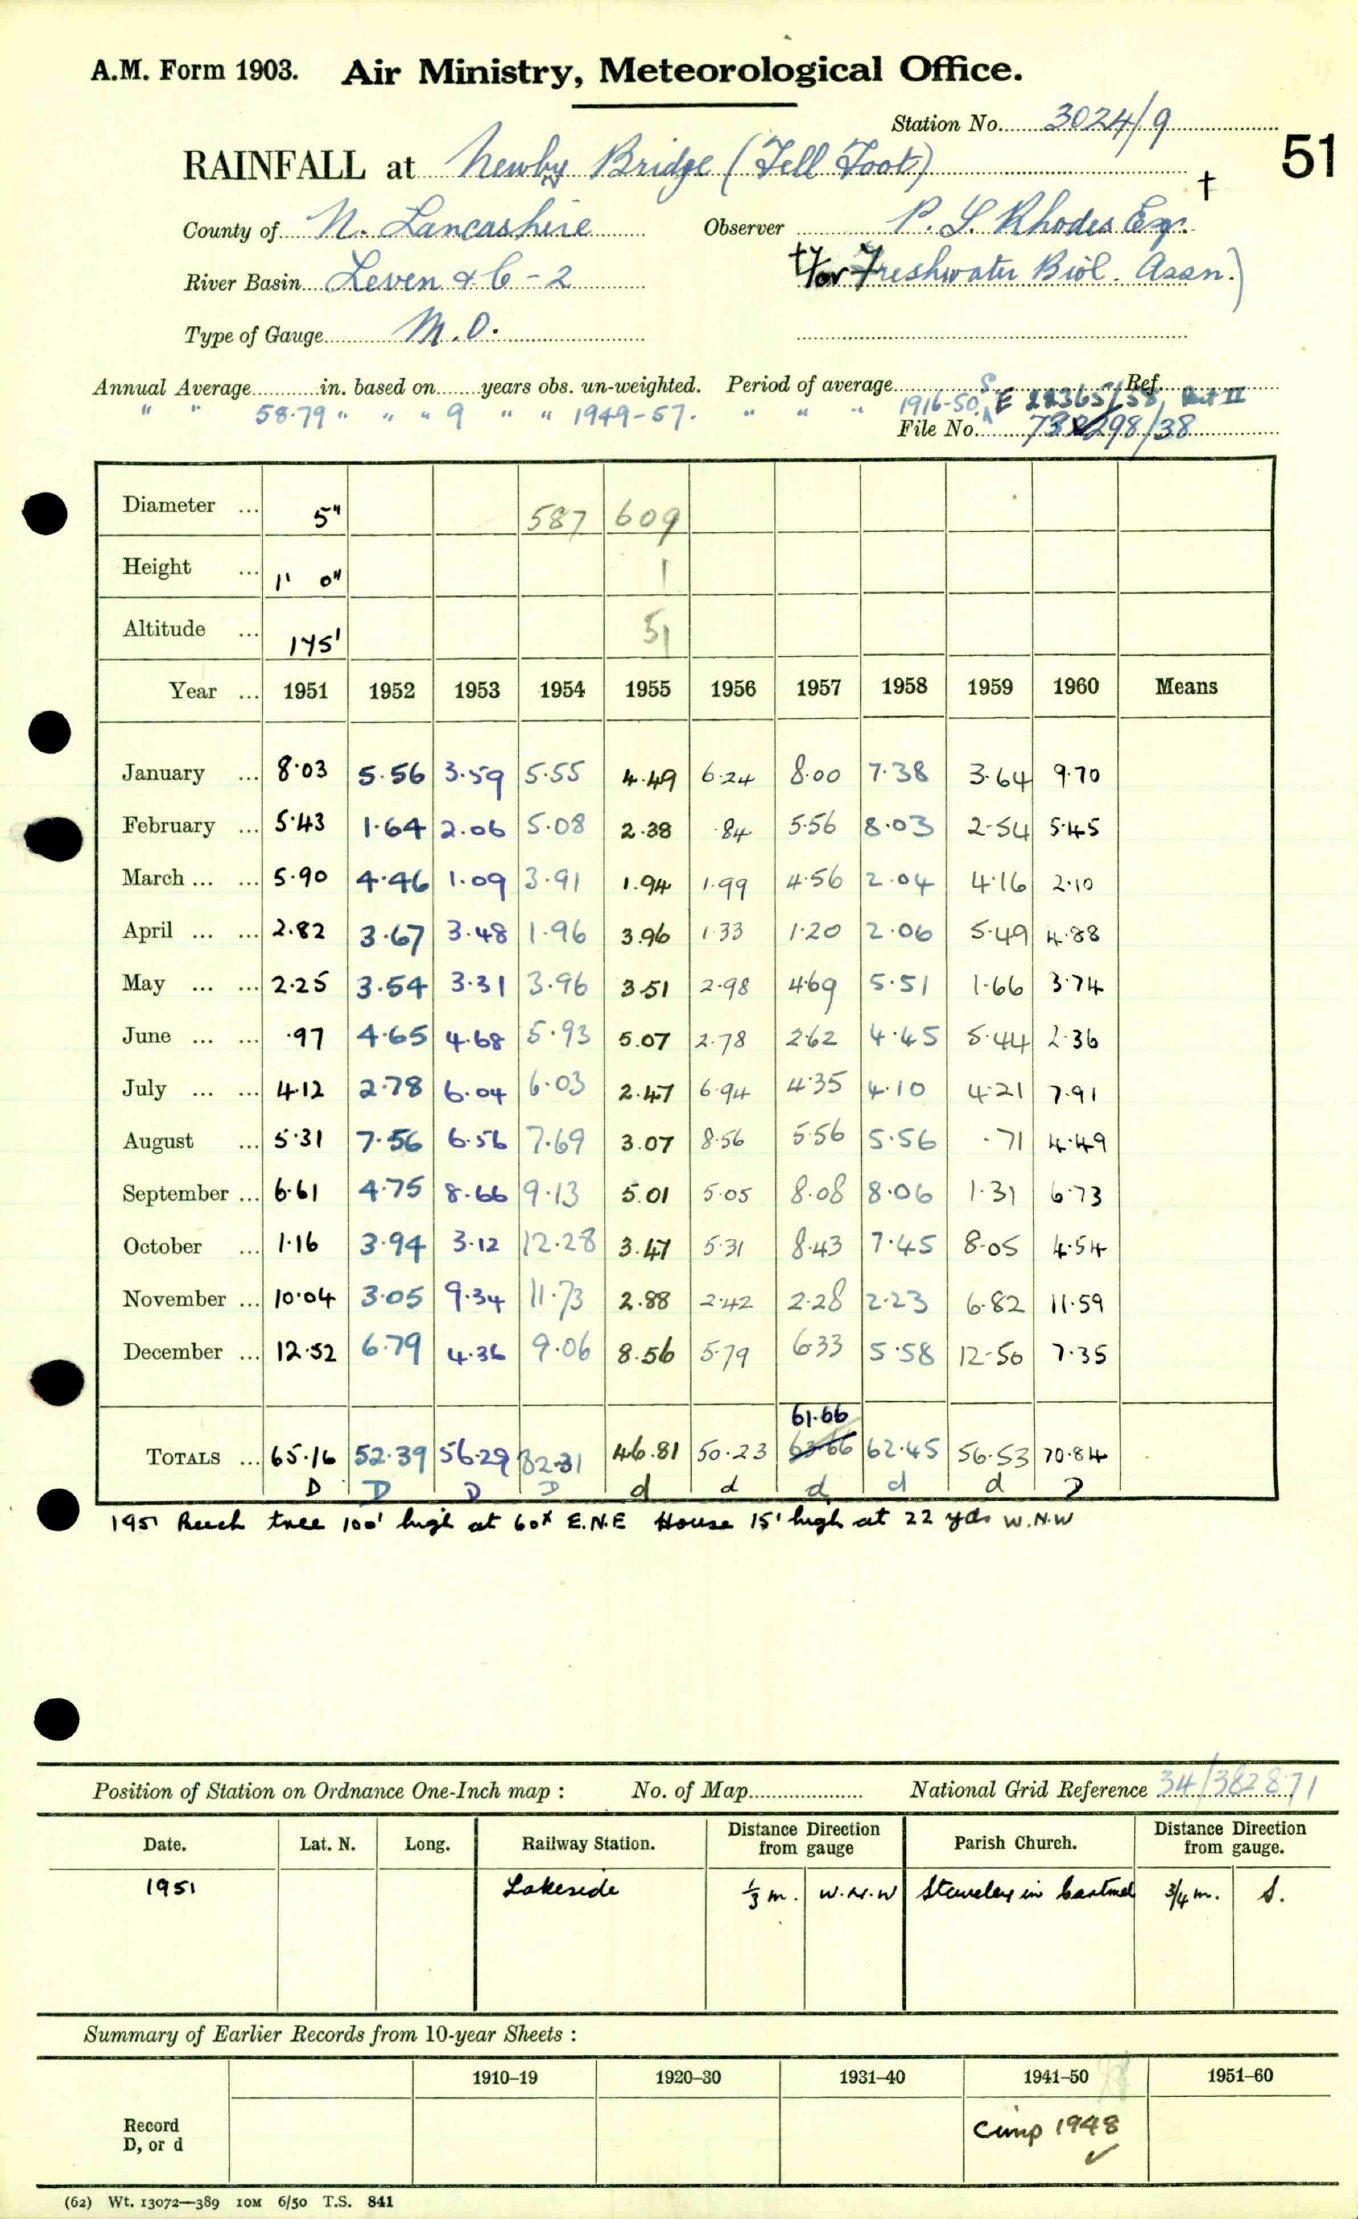 A.M. Form 1903. Air Ministry, Meteorological Office.
Station No. 3024/9
51
RAINFALL at Newby Bridge (Fell Foot)
†
County of N. Lancashire Observer P. S. Rhodes Esq.
River Basin Leven & C-2 († for Freshwater Biol. Assn.)
Type of Gauge M.O.
Annual Average in. based on years obs. un-weighted. Period of average Ref. E 28365/58, Part II
" " 58.79 " " " 9 " " 1949-57. " " " 1916-50
File No. 298/38
Diameter ... 5" 587 609
Height ... 1' 0" 1
Altitude ... 175' 51
Year ... 1951 1952 1953 1954 1955 1956 1957 1958 1959 1960 Means
January ... 8.03 5.56 3.59 5.55 4.49 6.24 8.00 7.38 3.64 9.70
February ... 5.43 1.64 2.06 5.08 2.38 .84 5.56 8.03 2.54 5.45
March ... ... 5.90 4.46 1.09 3.91 1.94 1.99 4.56 2.04 4.16 2.10
April ... ... 2.82 3.67 3.48 1.96 3.96 1.33 1.20 2.06 5.49 4.88
May ... ... 2.25 3.54 3.31 3.96 3.51 2.98 4.69 5.51 1.66 3.74
June ... ... .97 4.65 4.68 5.93 5.07 2.78 2.62 4.45 5.44 2.36
July ... ... 4.12 2.78 6.04 6.03 2.47 6.94 4.35 4.10 4.21 7.91
August ... 5.31 7.56 6.56 7.69 3.07 8.56 5.56 5.56 .71 4.49
September ... 6.61 4.75 8.66 9.13 5.01 5.05 8.08 8.06 1.31 6.73
October ... 1.16 3.94 3.12 12.28 3.47 5.31 8.43 7.45 8.05 4.54
November ... 10.04 3.05 9.34 11.73 2.88 2.42 2.28 2.23 6.82 11.59
December ... 12.52 6.79 4.36 9.06 8.56 5.79 6.33 5.58 12.50 7.35
61.66
TOTALS ... 65.16 52.39 56.29 82.31 46.81 50.23 63.66 62.45 56.53 70.84
D D D D d d d d d D
1951 Beech tree 100' high at 60x E.N.E House 15' high at 22 yds W.N.W
Position of Station on Ordnance One-Inch map : No. of Map National Grid Reference 34/382871
Date. Lat. N. Long. Railway Station. Distance from gauge Direction Parish Church. Distance from gauge. Direction
1951 Lakeside 1/3 m. W.N.W Staveley in Cartmel 3/4 m. S.
Summary of Earlier Records from 10-year Sheets :
1910–19 1920–30 1931–40 1941–50 1951–60
Record D, or d 1948 ✓
(62) Wt. 13072—389 10M 6/50 T.S. 841